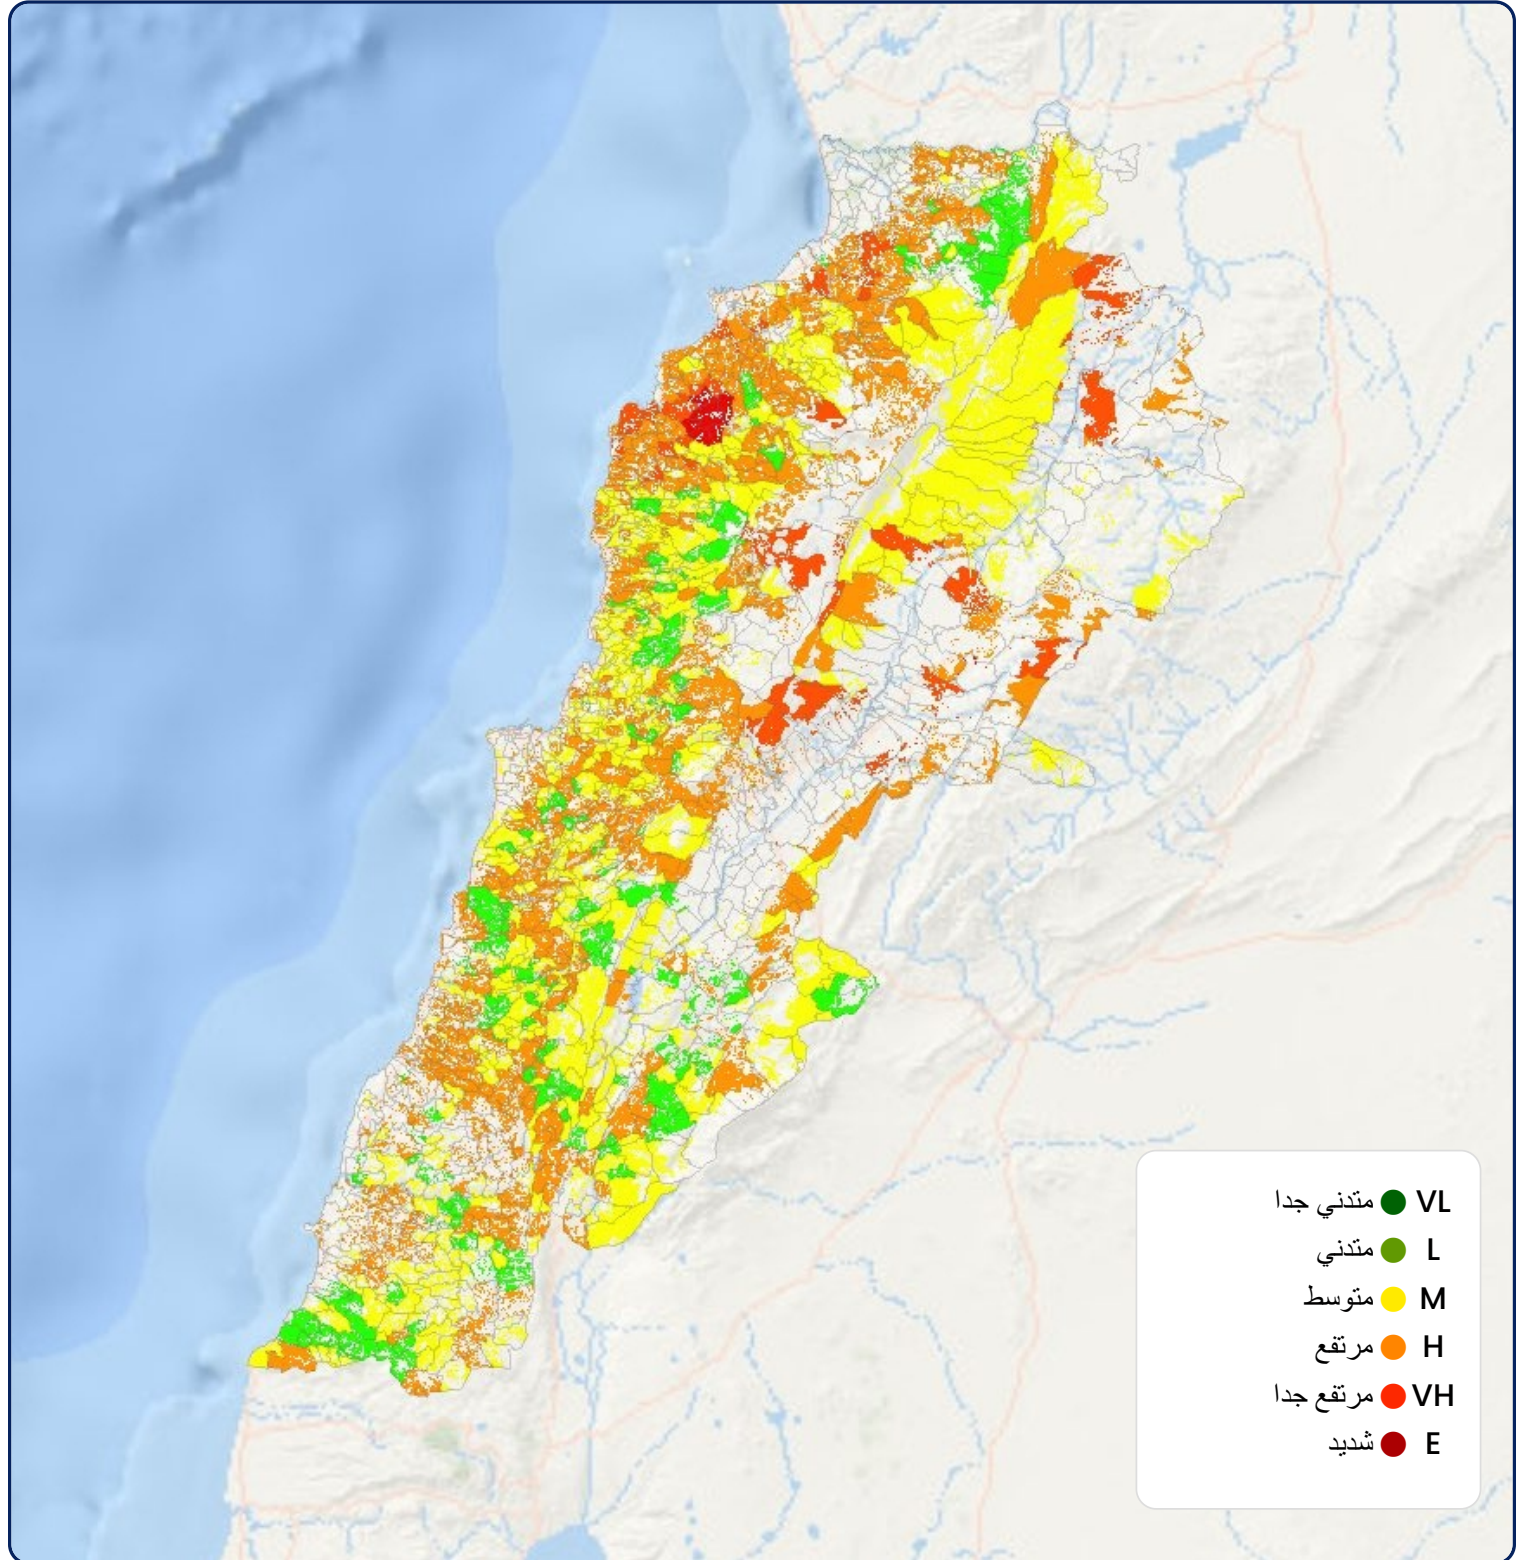 VL متدني جدا
L متدني
M متوسط
H مرتفع
VH مرتفع جدا
E شديد